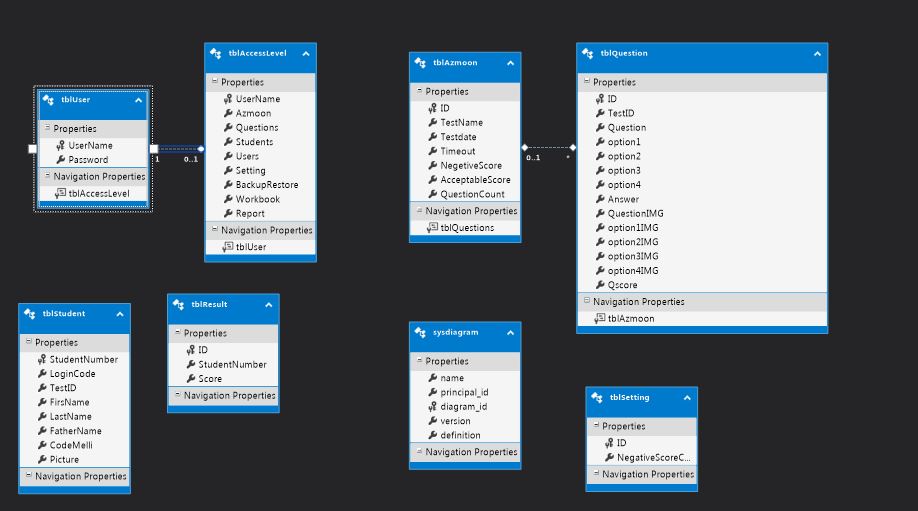 tblUser
Properties
UserName
Password
Navigation Properties
tblAccessLevel
1
0..1
tblAccessLevel
Properties
UserName
Azmoon
Questions
Students
Users
Setting
BackupRestore
Workbook
Report
Navigation Properties
tblUser
tblAzmoon
Properties
ID
TestName
Testdate
Timeout
NegetiveScore
AcceptableScore
QuestionCount
Navigation Properties
tblQuestions
0..1
*
tblQuestion
Properties
ID
TestID
Question
option1
option2
option3
option4
Answer
QuestionIMG
option1IMG
option2IMG
option3IMG
option4IMG
Qscore
Navigation Properties
tblAzmoon
tblStudent
Properties
StudentNumber
LoginCode
TestID
FirsName
LastName
FatherName
CodeMelli
Picture
Navigation Properties
tblResult
Properties
ID
StudentNumber
Score
Navigation Properties
sysdiagram
Properties
name
principal_id
diagram_id
version
definition
Navigation Properties
tblSetting
Properties
ID
NegativeScoreC...
Navigation Properties